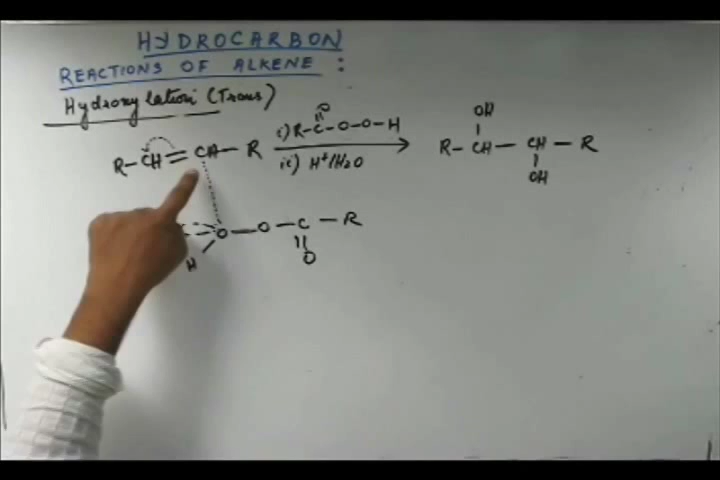 HYDROCARBON
REACTIONS OF ALKENE :
Hydroxylation (Trans)
R-CH=CH-R
i) R-C-O-O-H
O
ii) H+/H2O
OH
R-CH-CH-R
OH
O-O-C-R
H
O